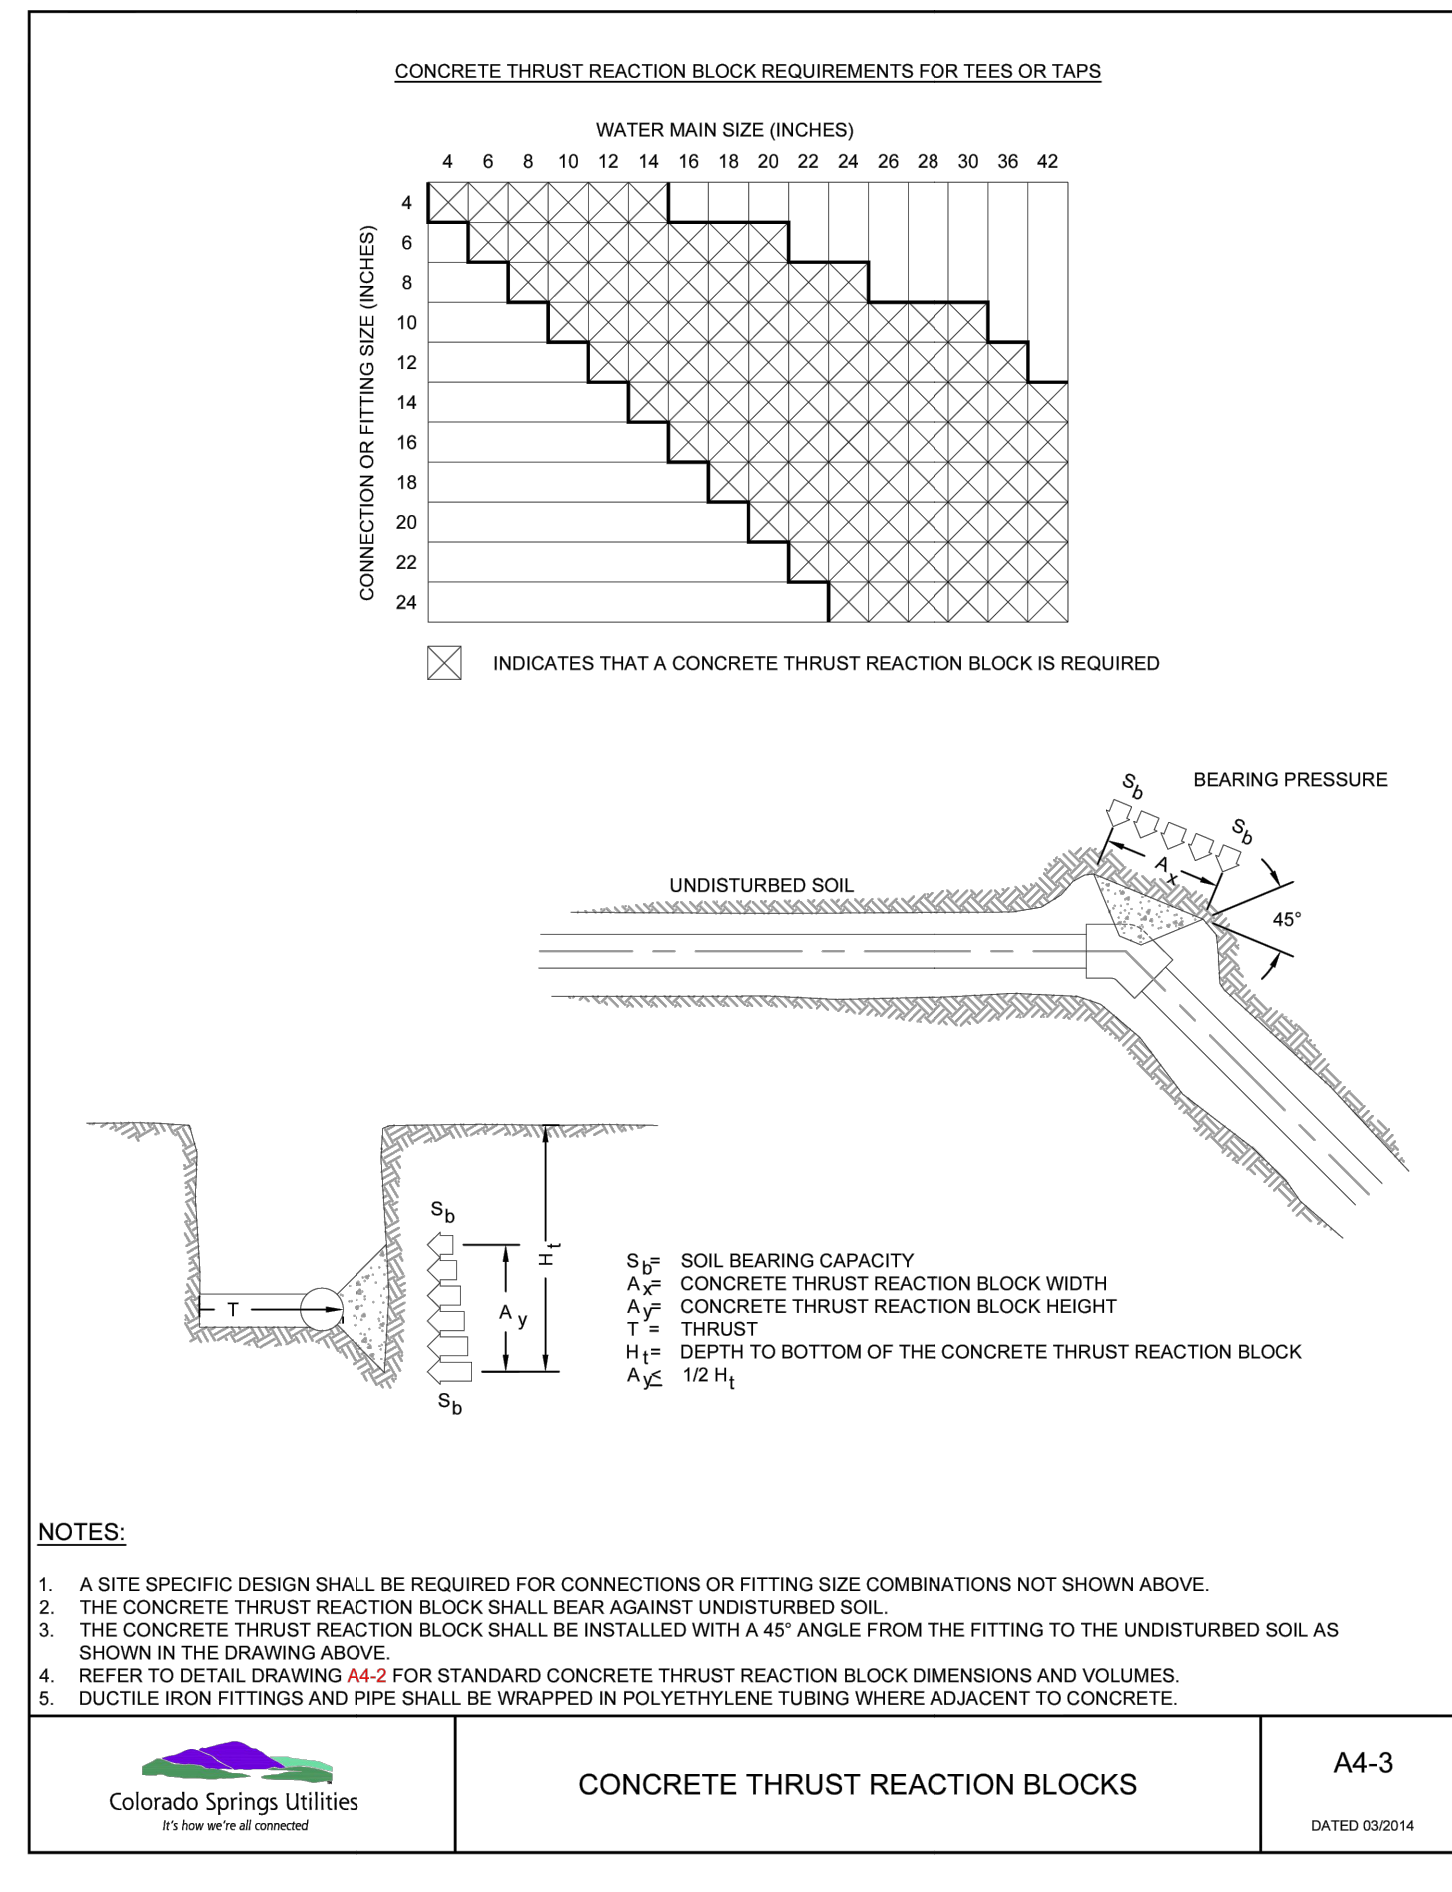 CONCRETE THRUST REACTION BLOCK REQUIREMENTS FOR TEES OR TAPS
WATER MAIN SIZE (INCHES)
4 6 8 10 12 14 16 18 20 22 24 26 28 30 36 42
CONNECTION OR FITTING SIZE (INCHES)
4
6
8
10
12
14
16
18
20
22
24
INDICATES THAT A CONCRETE THRUST REACTION BLOCK IS REQUIRED
BEARING PRESSURE
Sb
Sb
Ax
45°
UNDISTURBED SOIL
Sb
Ht
Ay
T
Sb
Sb= SOIL BEARING CAPACITY
Ax= CONCRETE THRUST REACTION BLOCK WIDTH
Ay= CONCRETE THRUST REACTION BLOCK HEIGHT
T = THRUST
Ht= DEPTH TO BOTTOM OF THE CONCRETE THRUST REACTION BLOCK
Ay≤ 1/2 Ht
NOTES:
1. A SITE SPECIFIC DESIGN SHALL BE REQUIRED FOR CONNECTIONS OR FITTING SIZE COMBINATIONS NOT SHOWN ABOVE.
2. THE CONCRETE THRUST REACTION BLOCK SHALL BEAR AGAINST UNDISTURBED SOIL.
3. THE CONCRETE THRUST REACTION BLOCK SHALL BE INSTALLED WITH A 45° ANGLE FROM THE FITTING TO THE UNDISTURBED SOIL AS
SHOWN IN THE DRAWING ABOVE.
4. REFER TO DETAIL DRAWING A4-2 FOR STANDARD CONCRETE THRUST REACTION BLOCK DIMENSIONS AND VOLUMES.
5. DUCTILE IRON FITTINGS AND PIPE SHALL BE WRAPPED IN POLYETHYLENE TUBING WHERE ADJACENT TO CONCRETE.
Colorado Springs Utilities
It's how we're all connected
CONCRETE THRUST REACTION BLOCKS
A4-3
DATED 03/2014